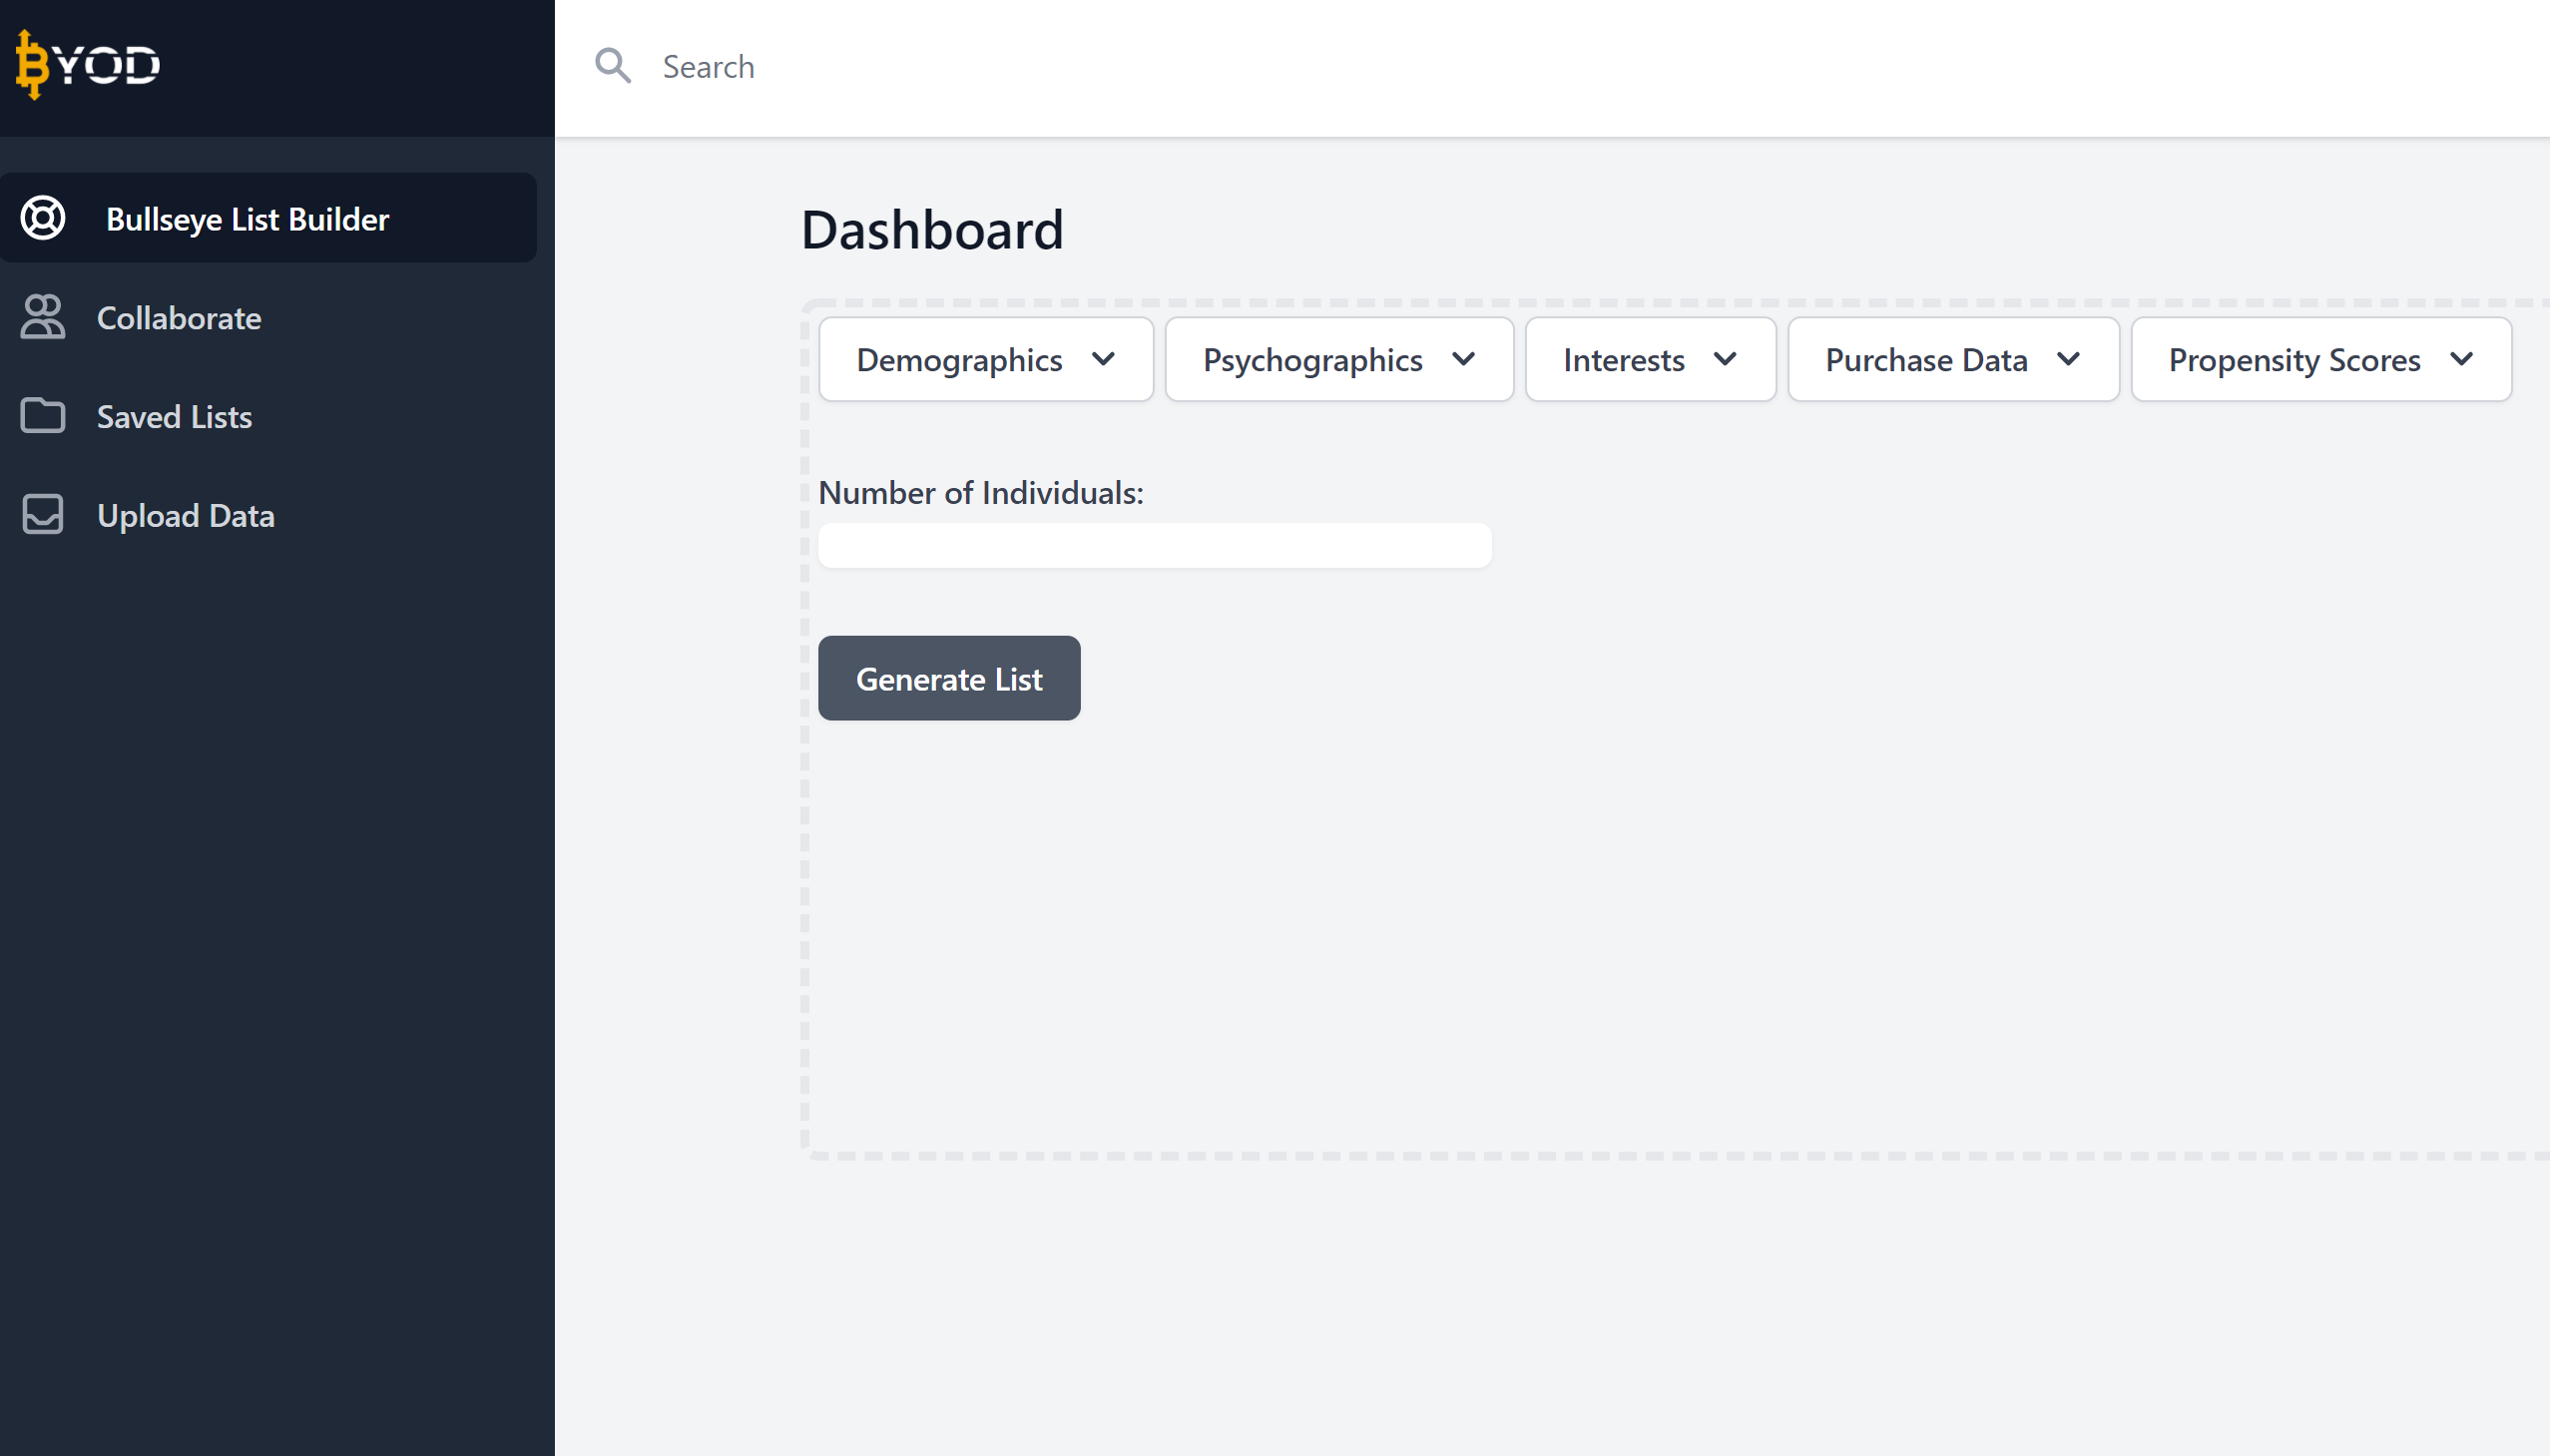 BYOD
Search
Bullseye List Builder
Collaborate
Saved Lists
Upload Data
Dashboard
Demographics Psychographics Interests Purchase Data Propensity Scores
Number of Individuals:
Generate List